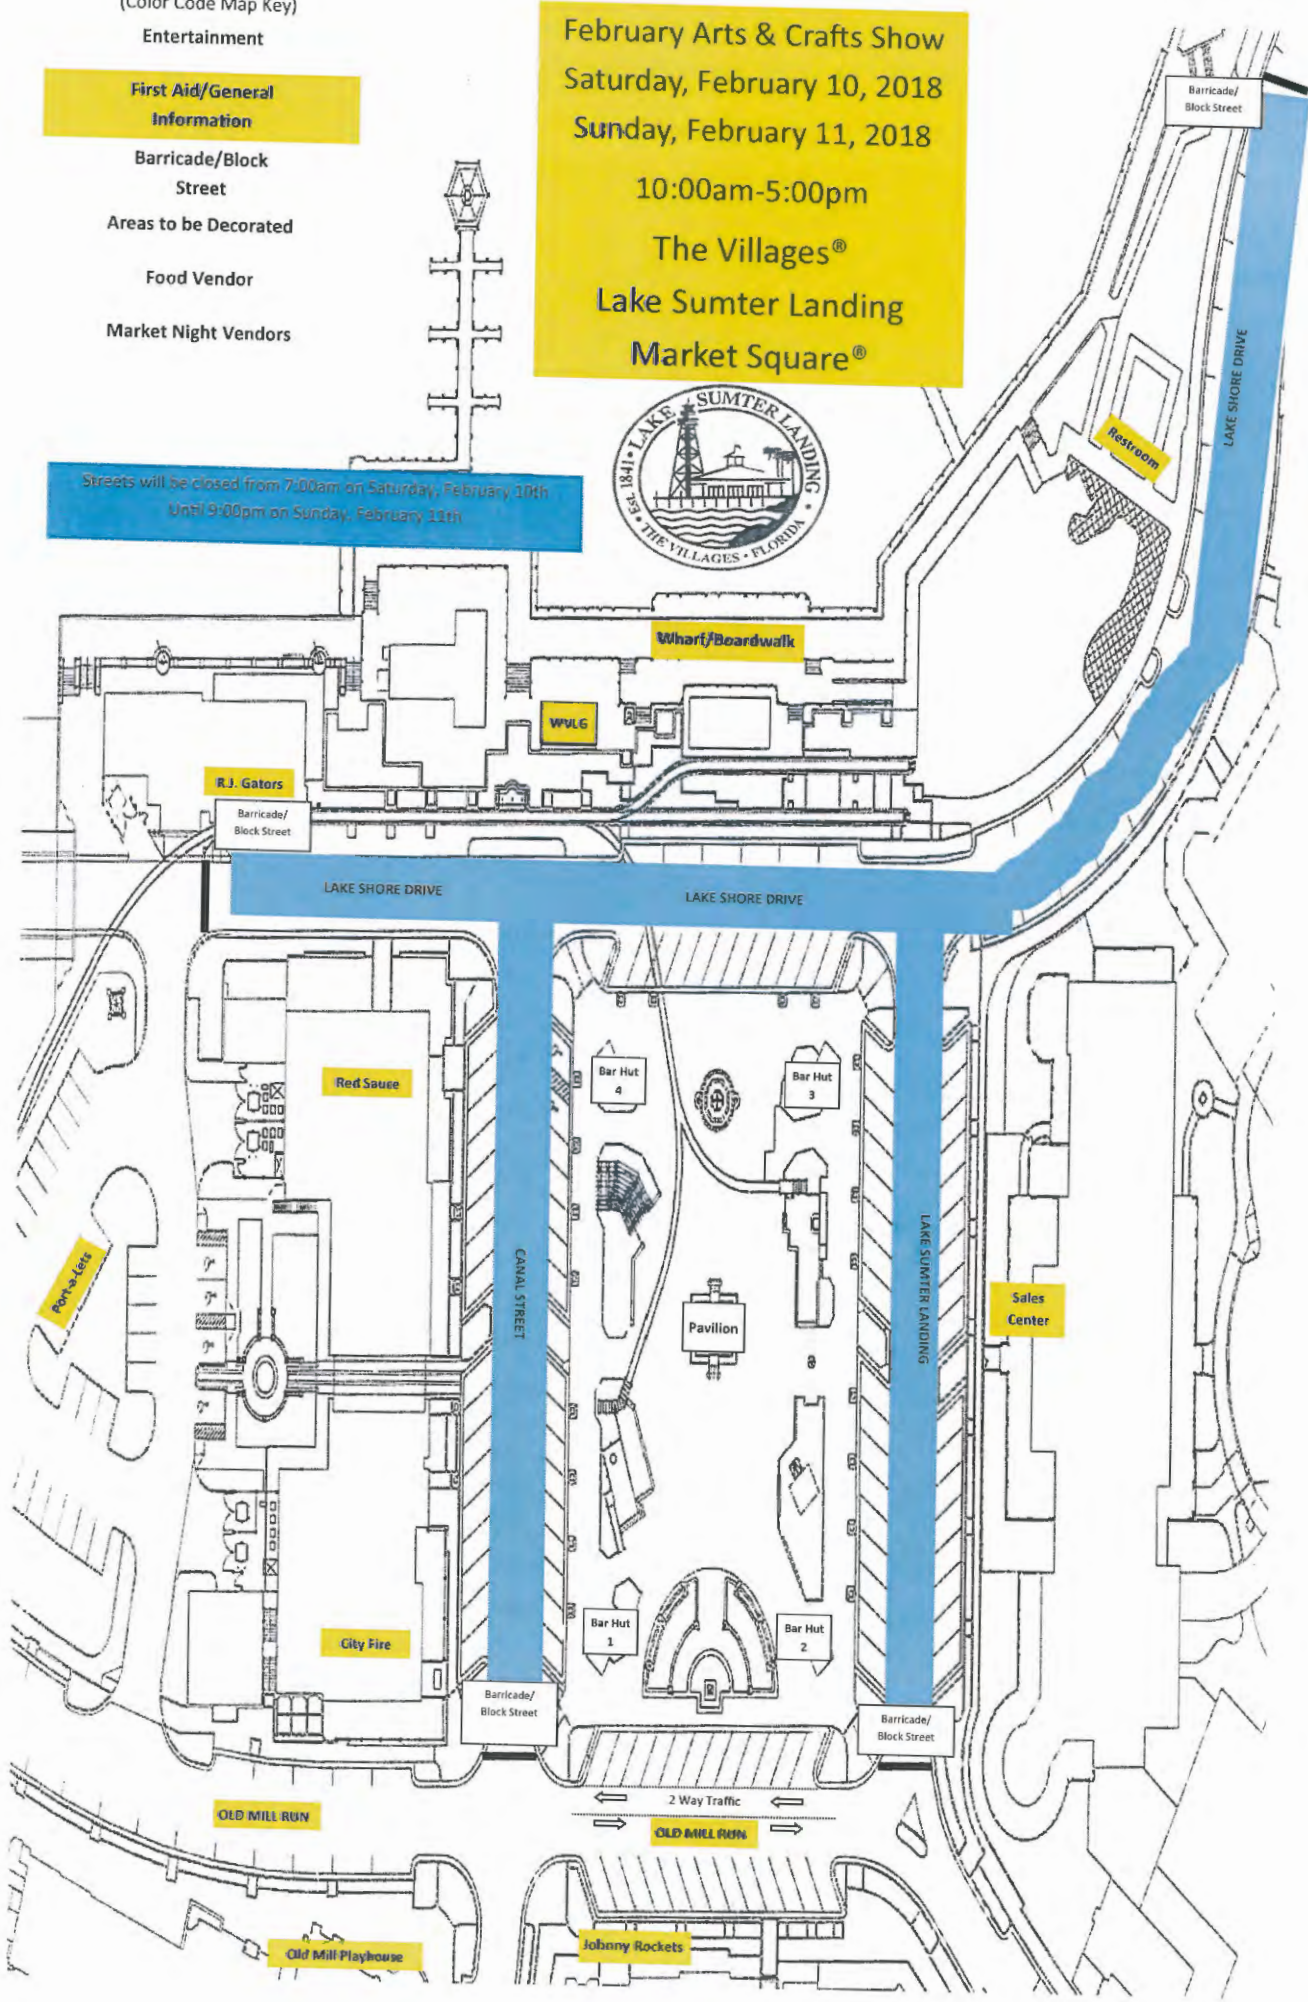 (Color Code Map Key)
Entertainment
First Aid/General
Information
Barricade/Block
Street
Areas to be Decorated
Food Vendor
Market Night Vendors
February Arts & Crafts Show
Saturday, February 10, 2018
Sunday, February 11, 2018
10:00am-5:00pm
The Villages®
Lake Sumter Landing
Market Square®
Barricade/
Block Street
LAKE SHORE DRIVE
Restroom
Streets will be closed from 7:00am on Saturday, February 10th
Until 9:00pm on Sunday, February 11th
LAKE SUMTER LANDING
Est. 1841
THE VILLAGES • FLORIDA
Wharf/Boardwalk
WVLG
R.J. Gators
Barricade/
Block Street
LAKE SHORE DRIVE
LAKE SHORE DRIVE
Red Sauce
Bar Hut
4
Bar Hut
3
Port-a-Lets
CANAL STREET
Pavilion
LAKE SUMTER LANDING
Sales
Center
City Fire
Bar Hut
1
Bar Hut
2
Barricade/
Block Street
Barricade/
Block Street
2 Way Traffic
OLD MILL RUN
OLD MILL RUN
Old Mill Playhouse
Johnny Rockets